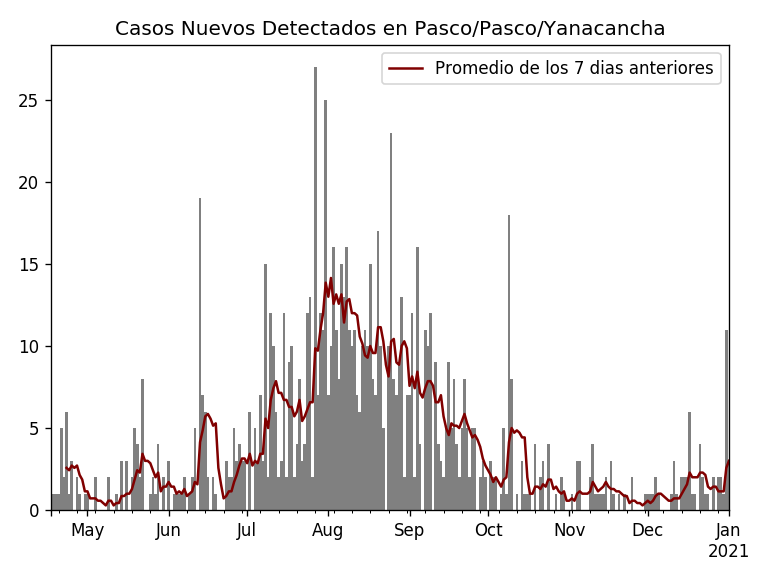 Casos Nuevos Detectados en Pasco/Pasco/Yanacancha
Promedio de los 7 dias anteriores
25
20
15
10
5
0
May Jun Jul Aug Sep Oct Nov Dec Jan
2021